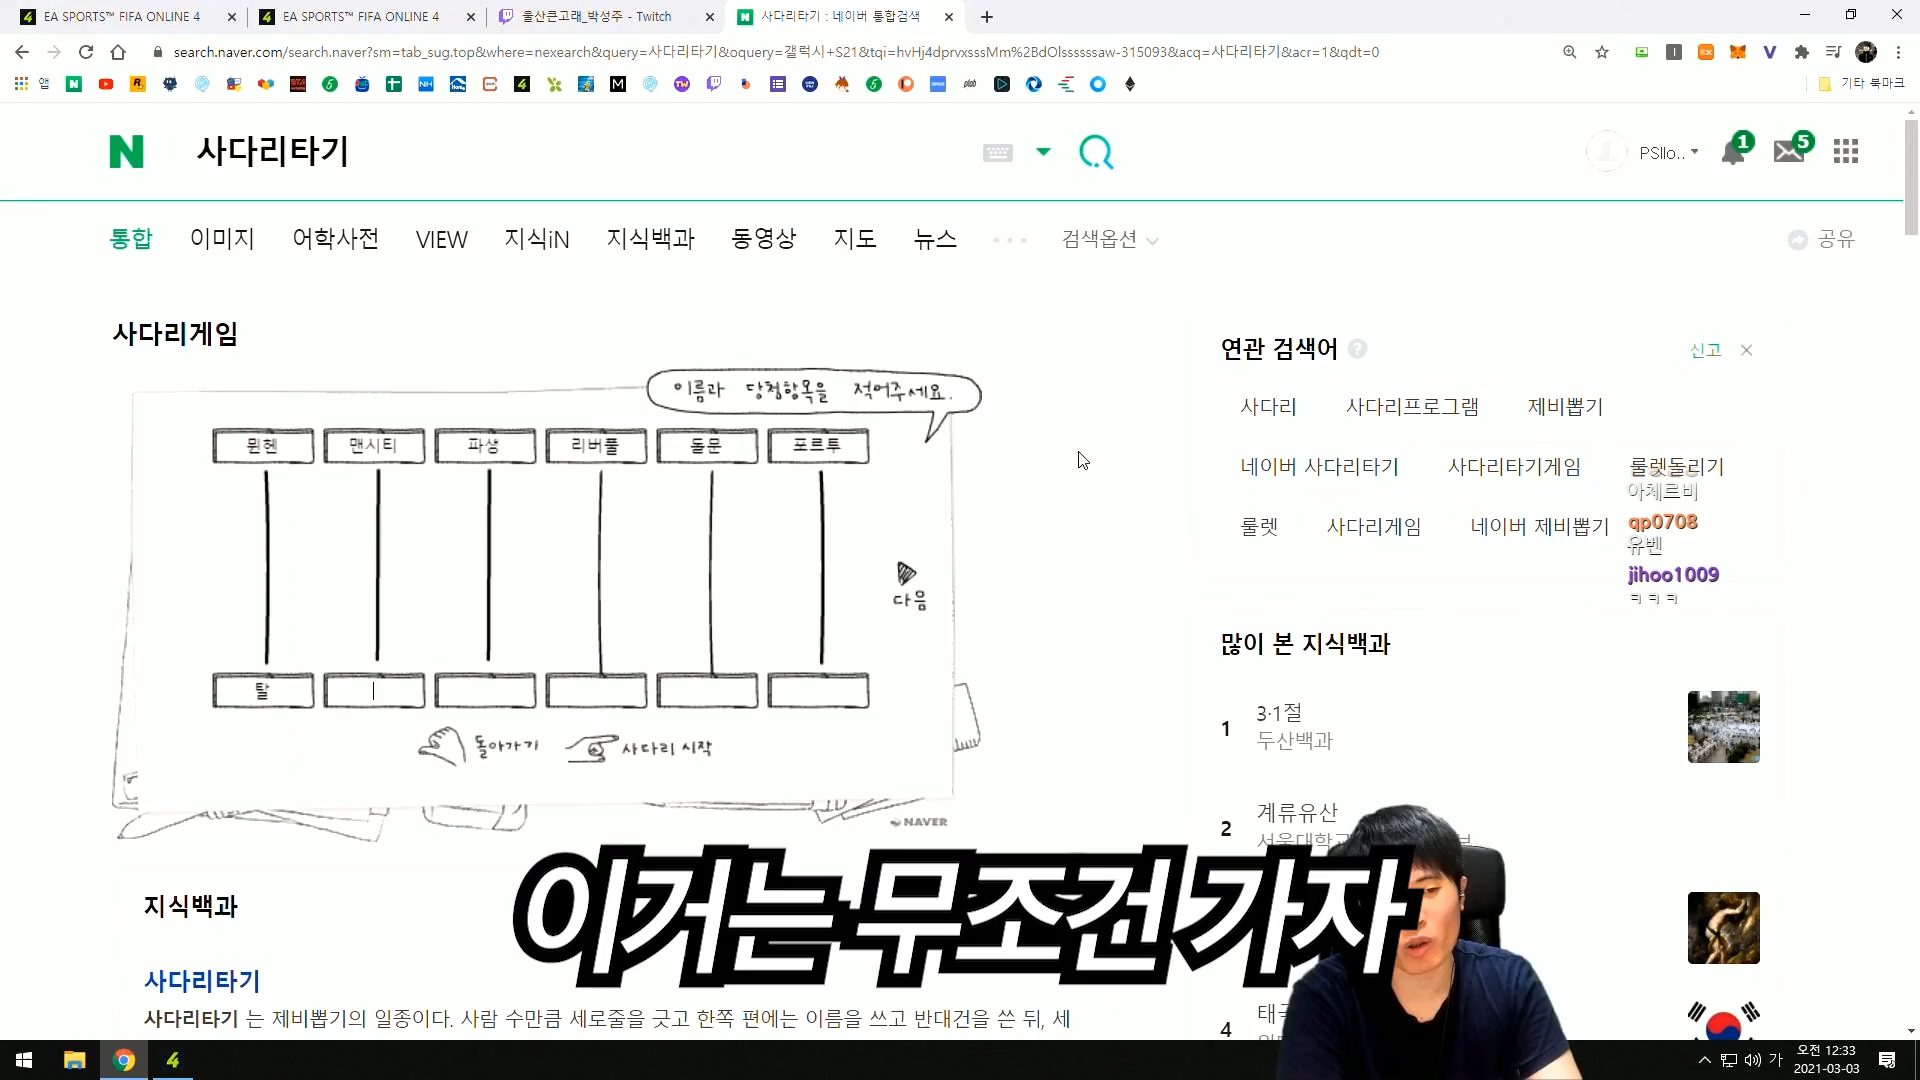 EA SPORTS™ FIFA ONLINE 4
EA SPORTS™ FIFA ONLINE 4
울산큰고래_박성주 - Twitch
사다리타기 : 네이버 통합검색
search.naver.com/search.naver?sm=tab_sug.top&where=nexearch&query=사다리타기&oquery=갤럭시+S21&tqi=hvHj4dprvxsssMm%2BdOlssssssaw-315093&acq=사다리타기&acr=1&qdt=0
앱
기타 북마크
N 사다리타기
PSllo..
1
5
통합 이미지 어학사전 VIEW 지식iN 지식백과 동영상 지도 뉴스 검색옵션 공유
사다리게임
이름과 당첨항목을 적어주세요.
뮌헨 맨시티 파생 리버풀 돌문 포르투
다음
탈
돌아가기 사다리 시작
NAVER
연관 검색어
신고
사다리 사다리프로그램 제비뽑기
네이버 사다리타기 사다리타기게임 룰렛돌리기
룰렛 사다리게임 네이버 제비뽑기
아체르비
qp0708
유벤
jihoo1009
ㅋㅋㅋ
많이 본 지식백과
1 3·1절
두산백과
2 계류유산
서울대학교
4 태국
이거는 무조건 가자
지식백과
사다리타기
사다리타기 는 제비뽑기의 일종이다. 사람 수만큼 세로줄을 긋고 한쪽 편에는 이름을 쓰고 반대건을 쓴 뒤, 세
가
오전 12:33
2021-03-03